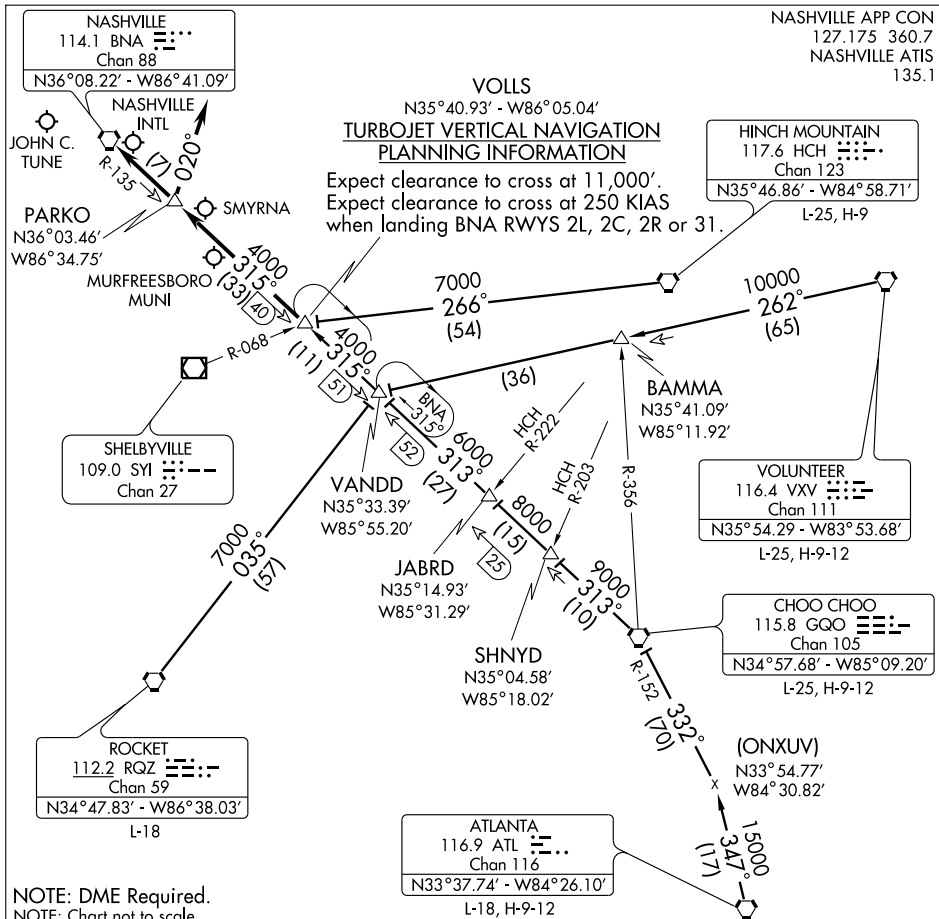 NASHVILLE
114.1 BNA
Chan 88
N36°08.22' - W86°41.09'
NASHVILLE APP CON
127.175 360.7
NASHVILLE ATIS
135.1
NASHVILLE
INTL
JOHN C.
TUNE
R-135
(7)
020°
PARKO
N36°03.46'
W86°34.75'
SMYRNA
MURFREESBORO
MUNI
VOLLS
N35°40.93' - W86°05.04'
TURBOJET VERTICAL NAVIGATION
PLANNING INFORMATION
Expect clearance to cross at 11,000'.
Expect clearance to cross at 250 KIAS
when landing BNA RWYS 2L, 2C, 2R or 31.
HINCH MOUNTAIN
117.6 HCH
Chan 123
N35°46.86' - W84°58.71'
L-25, H-9
4000
315°
(33)
40
7000
266°
(54)
10000
262°
(65)
R-068
4000
315°
(11)
51
(36)
BAMMA
N35°41.09'
W85°11.92'
SHELBYVILLE
109.0 SYI
Chan 27
BNA
315°
52
VANDD
N35°33.39'
W85°55.20'
6000
313°
(27)
HCH
R-222
HCH
R-203
R-356
VOLUNTEER
116.4 VXV
Chan 111
N35°54.29 - W83°53.68'
L-25, H-9-12
7000
035°
(57)
JABRD
N35°14.93'
W85°31.29'
8000
(15)
25
SHNYD
N35°04.58'
W85°18.02'
9000
313°
(10)
CHOO CHOO
115.8 GQO
Chan 105
N34°57.68' - W85°09.20'
L-25, H-9-12
R-152
332°
(70)
(ONXUV)
N33°54.77'
W84°30.82'
ROCKET
112.2 RQZ
Chan 59
N34°47.83' - W86°38.03'
L-18
ATLANTA
116.9 ATL
Chan 116
N33°37.74' - W84°26.10'
L-18, H-9-12
15000
347°
(17)
NOTE: DME Required.
NOTE: Chart not to scale.